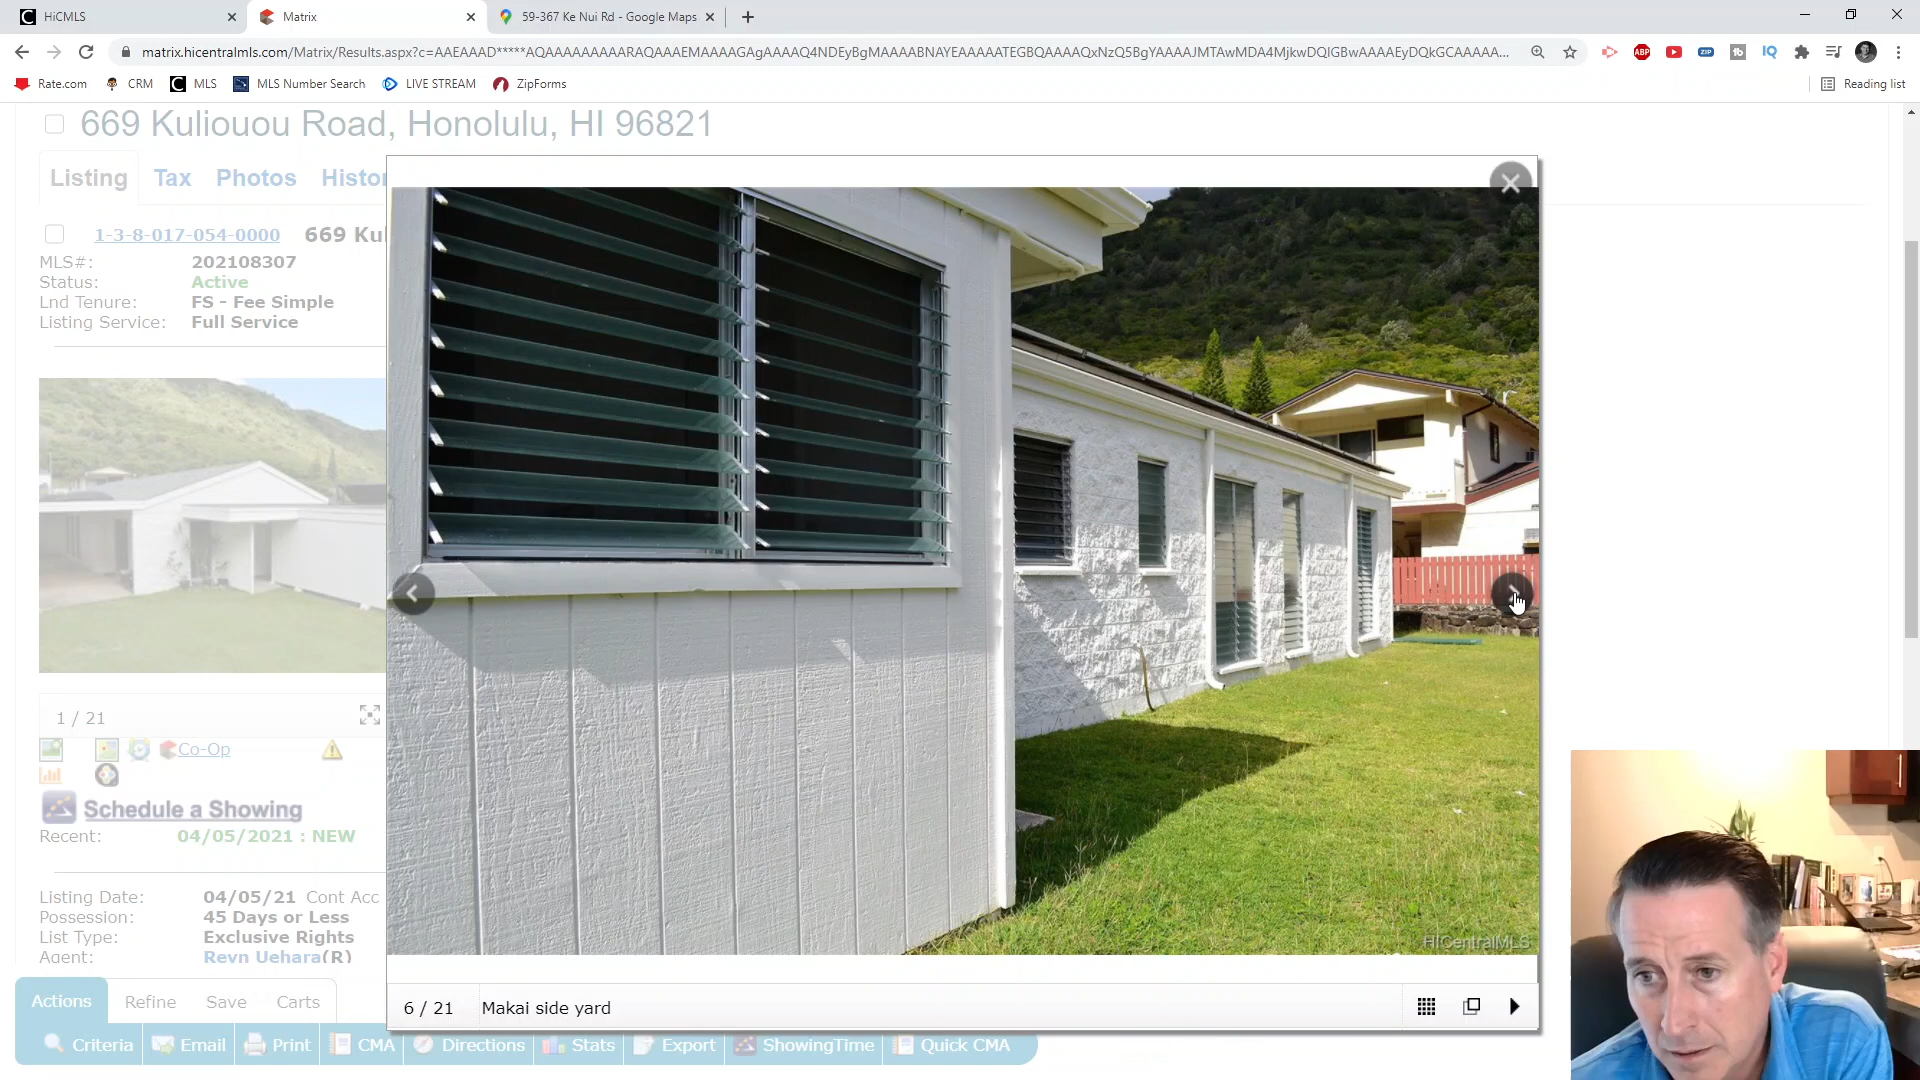 HiCMLS
Matrix
59-367 Ke Nui Rd - Google Maps
matrix.hicentralmls.com/Matrix/Results.aspx?c=AAEAAAD*****AQAAAAAAAAAARAQAAAEMAAAAGAgAAAAQ4NDEyBgMAAAABNAYEAAAAATEGBQAAAAQxNzQ5BgYAAAAJMTAwMDA4MjkwDQIGBwAAAAEyDQkGCAAAAA...
Rate.com
CRM
MLS
MLS Number Search
LIVE STREAM
ZipForms
Reading list
669 Kuliouou Road, Honolulu, HI 96821
Listing
Tax
Photos
Histor
1-3-8-017-054-0000
669 Kul
MLS#: 202108307
Status: Active
Lnd Tenure: FS - Fee Simple
Listing Service: Full Service
1 / 21
Co-Op
Schedule a Showing
Recent: 04/05/2021 : NEW
Listing Date: 04/05/21 Cont Acc
Possession: 45 Days or Less
List Type: Exclusive Rights
Agent: Revn Uehara(R)
HICentralMLS
6 / 21 Makai side yard
Actions
Refine
Save
Carts
Criteria
Email
Print
CMA
Directions
Stats
Export
ShowingTime
Quick CMA